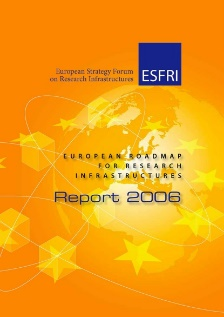 European Strategy Forum
on Research Infrastructures
ESFRI
EUROPEAN ROADMAP
FOR RESEARCH
INFRASTRUCTURES
Report 2006